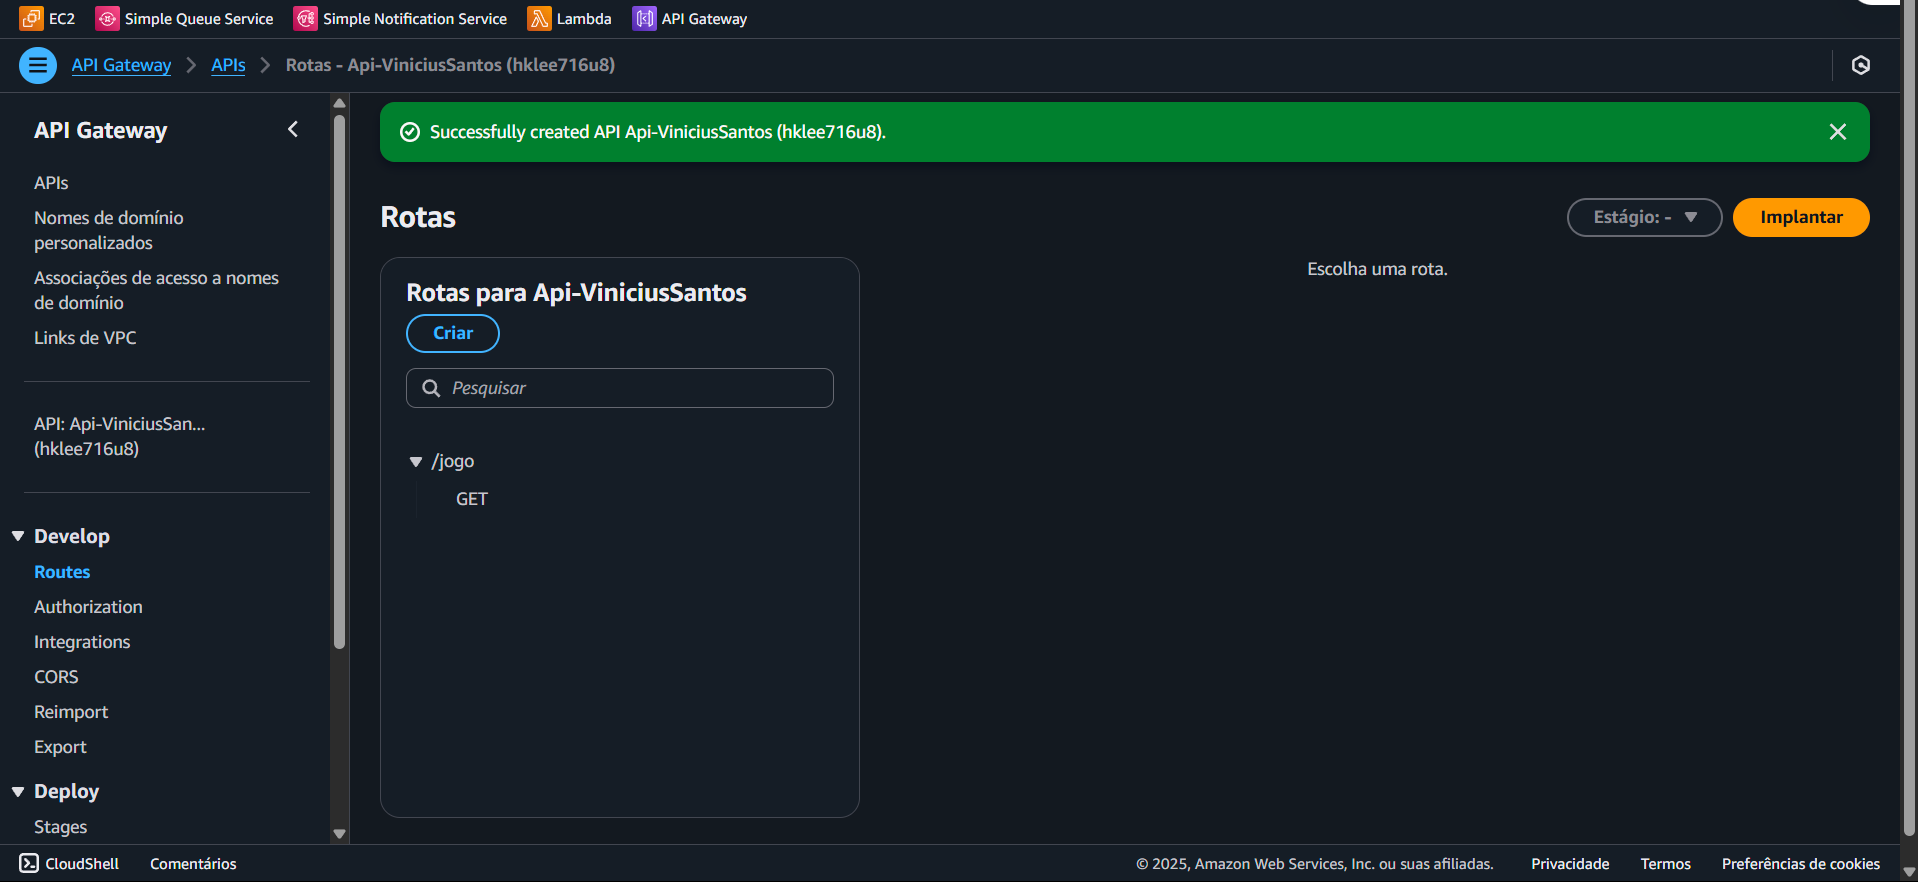 EC2
Simple Queue Service
Simple Notification Service
Lambda
API Gateway
API Gateway
APIs
Rotas - Api-ViniciusSantos (hklee716u8)
API Gateway
APIs
Nomes de domínio
personalizados
Associações de acesso a nomes
de domínio
Links de VPC
API: Api-ViniciusSan...
(hklee716u8)
Develop
Routes
Authorization
Integrations
CORS
Reimport
Export
Deploy
Stages
Successfully created API Api-ViniciusSantos (hklee716u8).
Rotas
Estágio: -
Implantar
Rotas para Api-ViniciusSantos
Criar
Pesquisar
/jogo
GET
Escolha uma rota.
CloudShell
Comentários
© 2025, Amazon Web Services, Inc. ou suas afiliadas.
Privacidade
Termos
Preferências de cookies